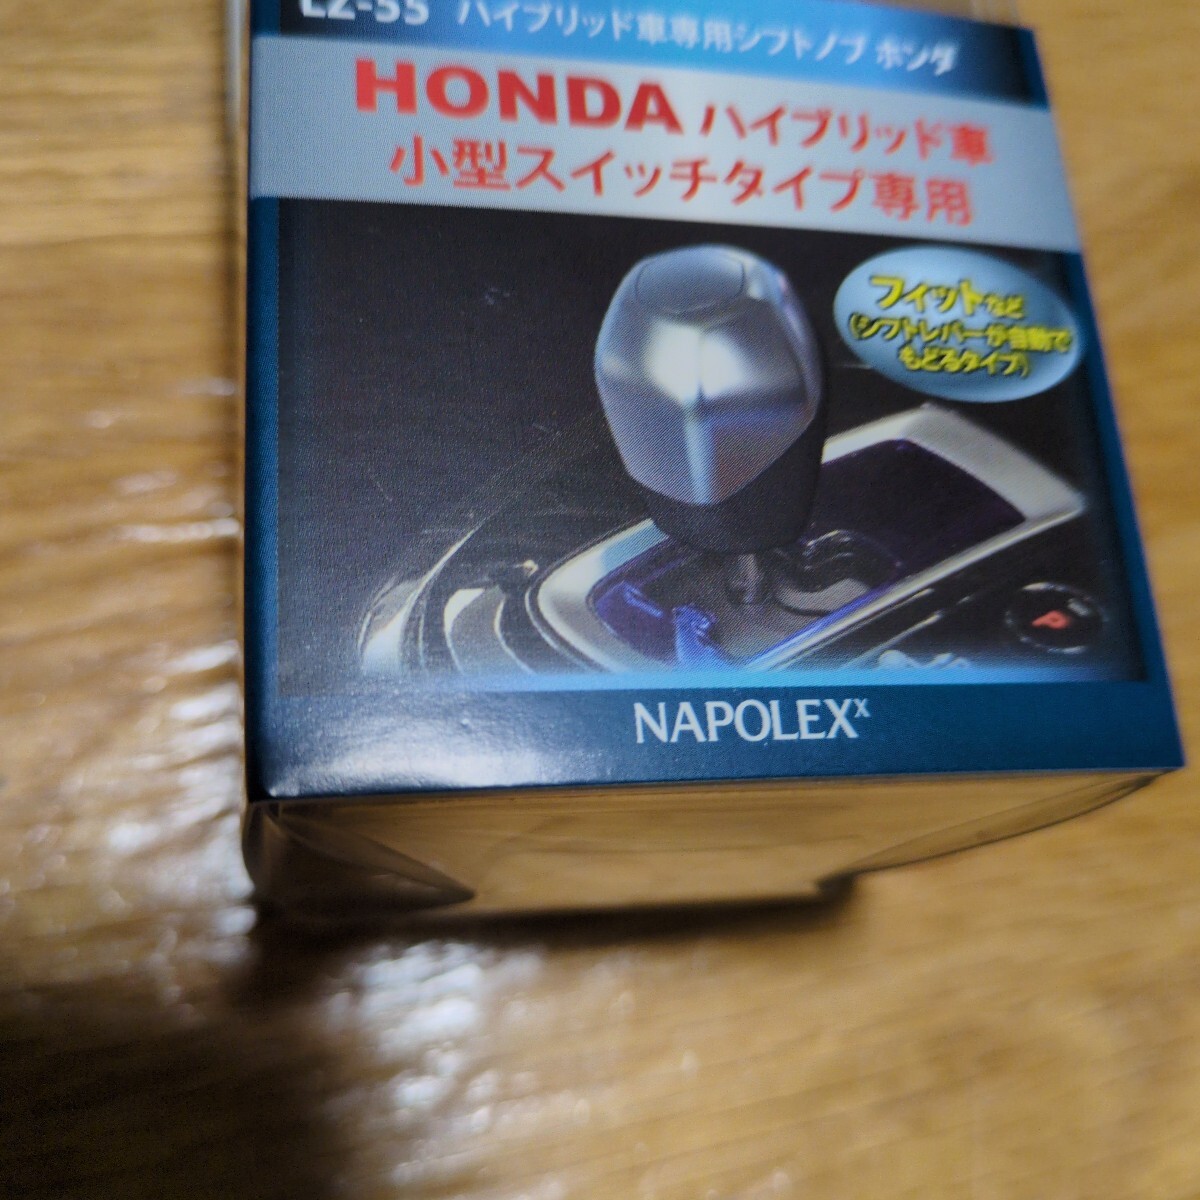 LZ-55 ハイブリッド車専用シフトノブ ホンダ
HONDA ハイブリッド車
小型スイッチタイプ専用
フィットなど
(シフトレバーが自動で
もどるタイプ)
P
NAPOLEX